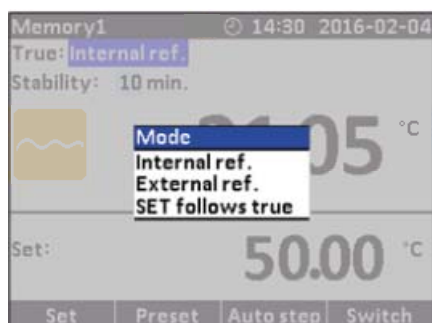 Memory1 14:30 2016-02-04
True: Internal ref.
Stability: 10 min.
Mode
Internal ref.
External ref.
SET follows true
05 °C
Set: 50.00 °C
Set Preset Auto step Switch